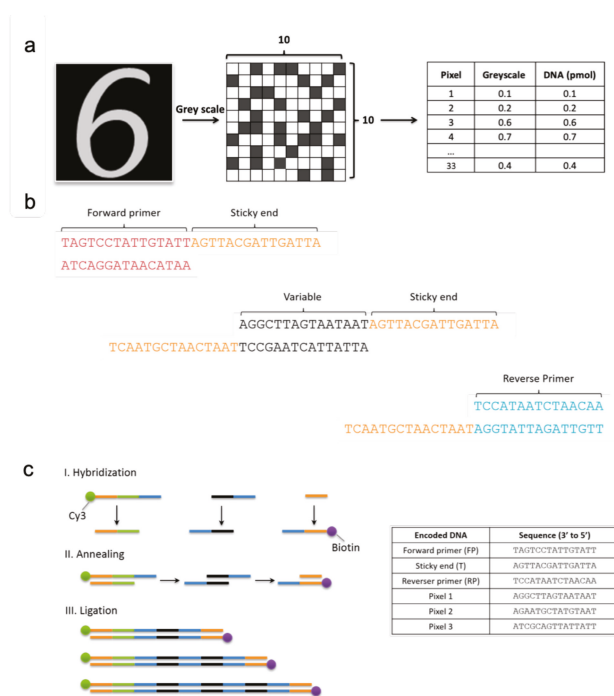 a
10
Grey scale
10
Pixel Greyscale DNA (pmol)
1 0.1 0.1
2 0.2 0.2
3 0.6 0.6
4 0.7 0.7
...
33 0.4 0.4
b
Forward primer Sticky end
TAGTCCTATTGTATTAGTTACGATTGATTA
ATCAGGATAACATAA
Variable Sticky end
AGGCTTAGTAATAATAGTTACGATTGATTA
TCAATGCTAACTAATTCCGAATCATTATTA
Reverse Primer
TCCATAATCTAACAA
TCAATGCTAACTAATAGGTATTAGATTGTT
c
I. Hybridization
Cy3
Biotin
II. Annealing
III. Ligation
Encoded DNA Sequence (3’ to 5’)
Forward primer (FP) TAGTCCTATTGTATT
Sticky end (T) AGTTACGATTGATTA
Reverser primer (RP) TCCATAATCTAACAA
Pixel 1 AGGCTTAGTAATAAT
Pixel 2 AGAATGCTATGTAAT
Pixel 3 ATCGCAGTTATTATT